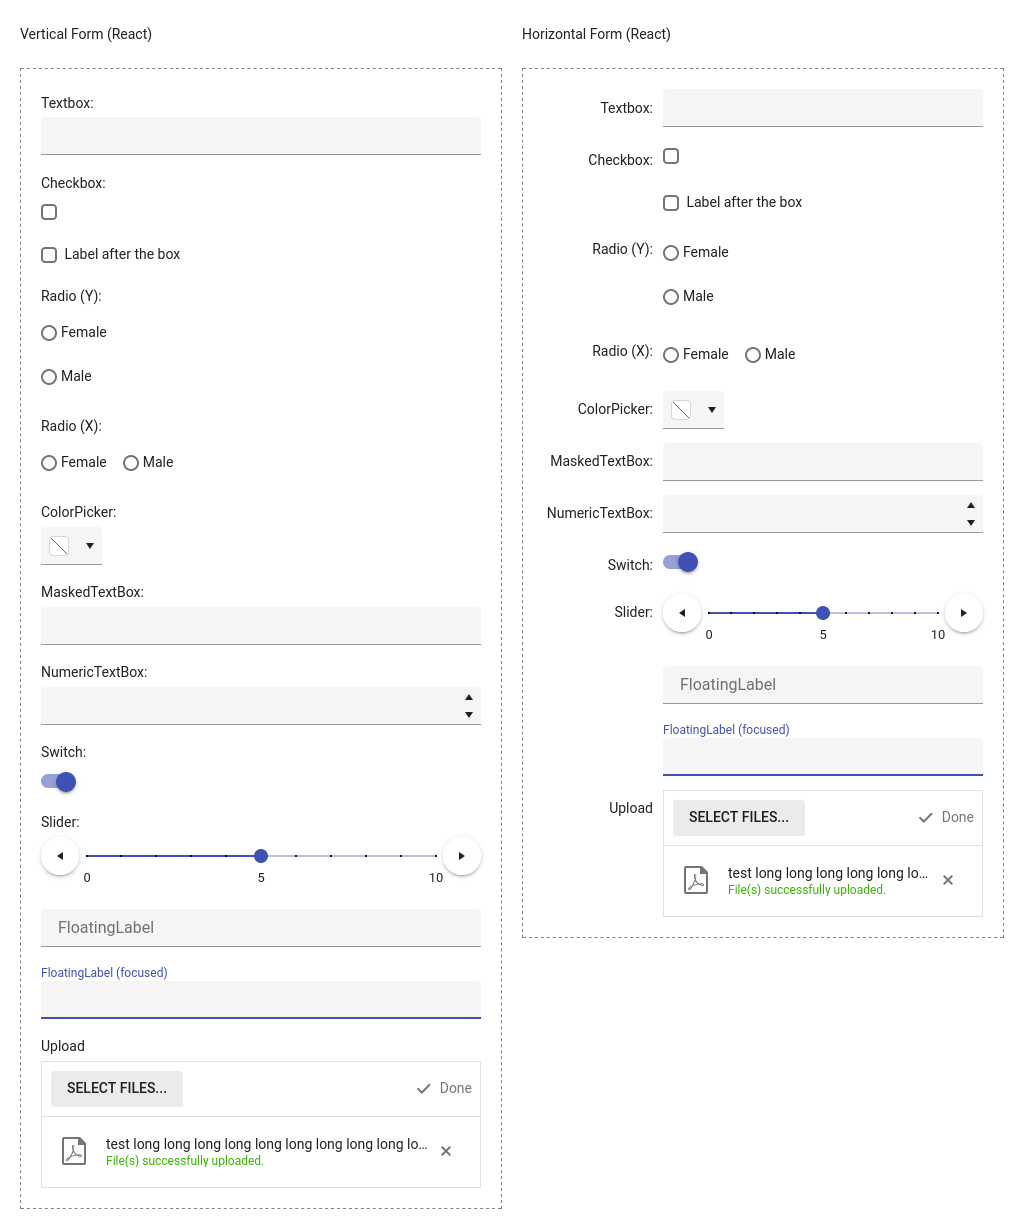 Vertical Form (React)
Textbox:
Checkbox:
Label after the box
Radio (Y):
Female
Male
Radio (X):
Female Male
ColorPicker:
MaskedTextBox:
NumericTextBox:
Switch:
Slider:
0 5 10
FloatingLabel
FloatingLabel (focused)
Upload
SELECT FILES... Done
test long long long long long long long long long lo...
File(s) successfully uploaded.
Horizontal Form (React)
Textbox:
Checkbox:
Label after the box
Radio (Y): Female
Male
Radio (X): Female Male
ColorPicker:
MaskedTextBox:
NumericTextBox:
Switch:
Slider:
0 5 10
FloatingLabel
FloatingLabel (focused)
Upload
SELECT FILES... Done
test long long long long long lo...
File(s) successfully uploaded.